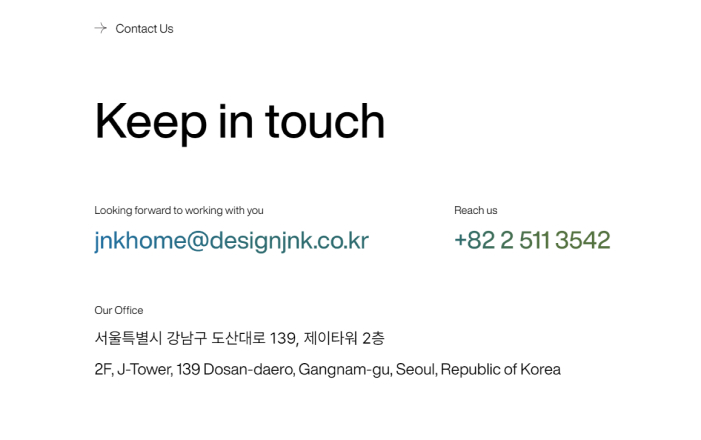 Contact Us
Keep in touch
Looking forward to working with you
jnkhome@designjnk.co.kr
Reach us
+82 2 511 3542
Our Office
서울특별시 강남구 도산대로 139, 제이타워 2층
2F, J-Tower, 139 Dosan-daero, Gangnam-gu, Seoul, Republic of Korea